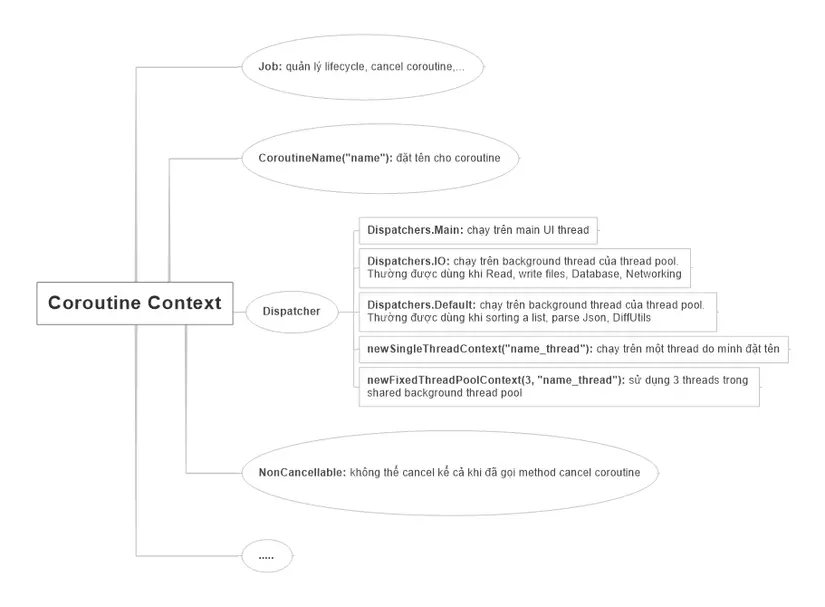 Job: quản lý lifecycle, cancel coroutine,...
CoroutineName("name"): đặt tên cho coroutine
Dispatchers.Main: chạy trên main UI thread
Dispatchers.IO: chạy trên background thread của thread pool.
Thường được dùng khi Read, write files, Database, Networking
Coroutine Context
Dispatcher
Dispatchers.Default: chạy trên background thread của thread pool.
Thường được dùng khi sorting a list, parse Json, DiffUtils
newSingleThreadContext("name_thread"): chạy trên một thread do mình đặt tên
newFixedThreadPoolContext(3, "name_thread"): sử dụng 3 threads trong
shared background thread pool
NonCancellable: không thể cancel kể cả khi đã gọi method cancel coroutine
.....